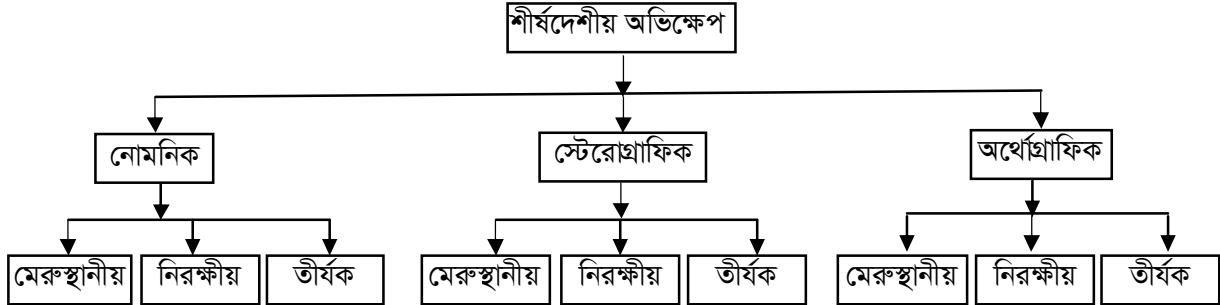 শীর্ষদেশীয় অভিক্ষেপ
নোমনিক স্টেরোগ্রাফিক অর্থোগ্রাফিক
মেরুস্থানীয় নিরক্ষীয় তীর্যক মেরুস্থানীয় নিরক্ষীয় তীর্যক মেরুস্থানীয় নিরক্ষীয় তীর্যক